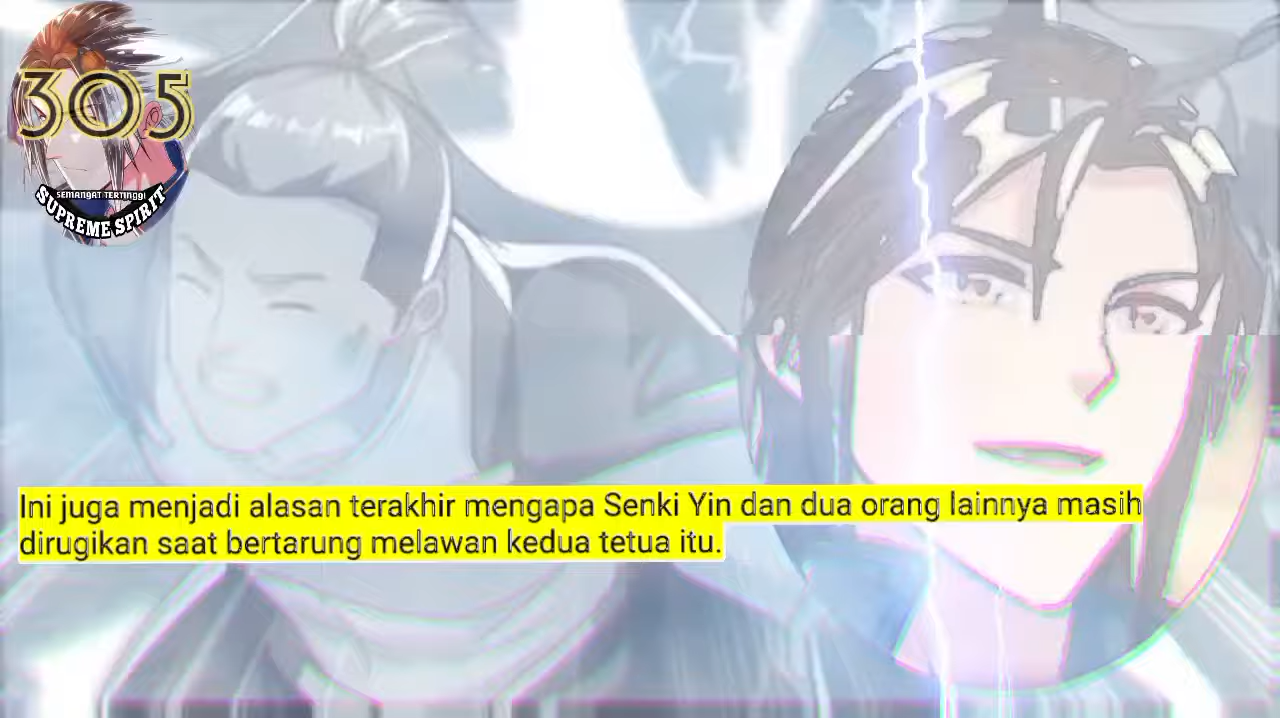 305
SEMANGAT TERTINGGI
SUPREME SPIRIT
Ini juga menjadi alasan terakhir mengapa Senki Yin dan dua orang lainnya masih
dirugikan saat bertarung melawan kedua tetua itu.